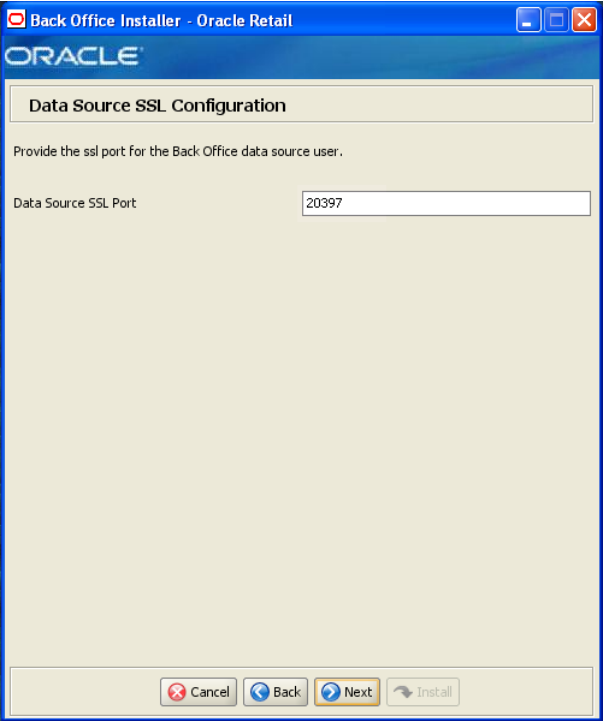 Back Office Installer - Oracle Retail
ORACLE
Data Source SSL Configuration
Provide the ssl port for the Back Office data source user.
Data Source SSL Port 20397
Cancel Back Next Install